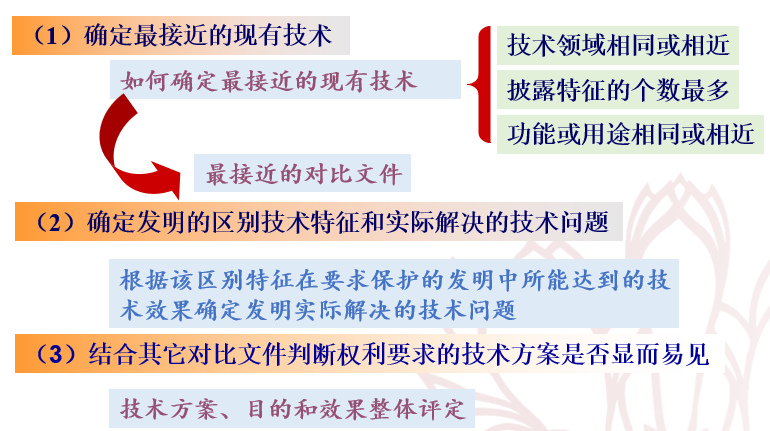 （1）确定最接近的现有技术
如何确定最接近的现有技术
技术领域相同或相近
披露特征的个数最多
功能或用途相同或相近
最接近的对比文件
（2）确定发明的区别技术特征和实际解决的技术问题
根据该区别特征在要求保护的发明中所能达到的技
术效果确定发明实际解决的技术问题
（3）结合其它对比文件判断权利要求的技术方案是否显而易见
技术方案、目的和效果整体评定